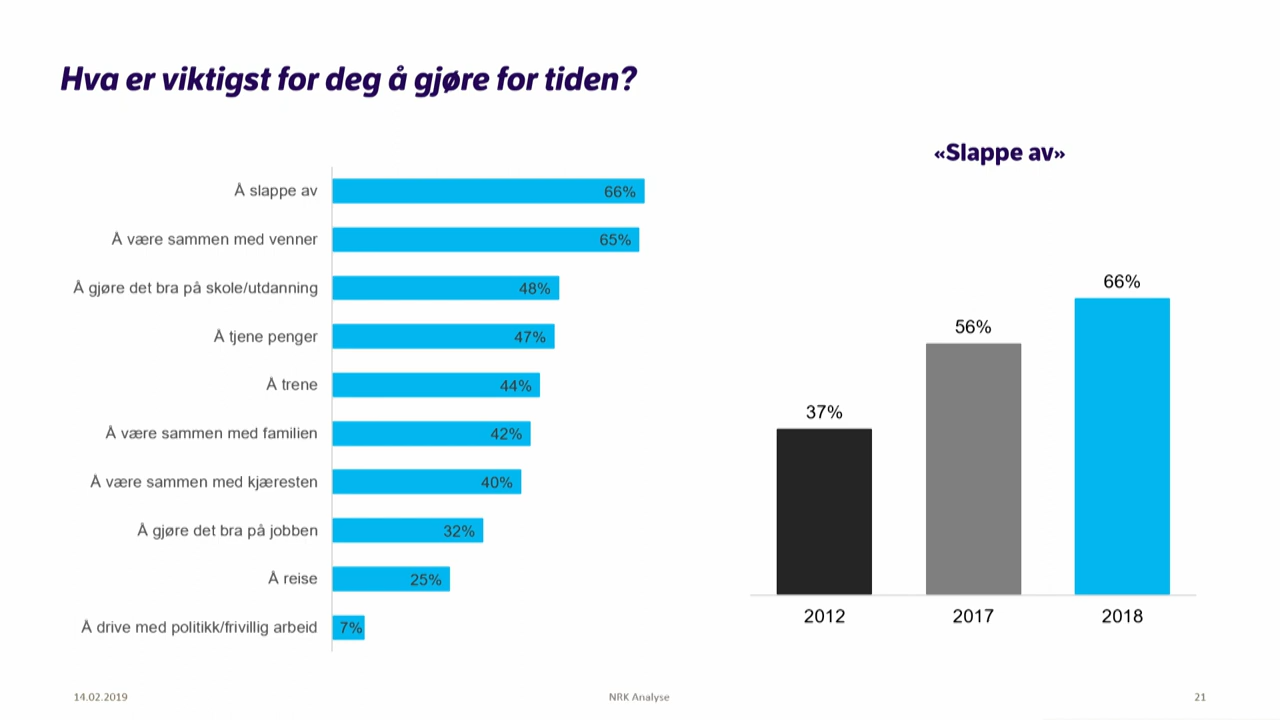 Hva er viktigst for deg å gjøre for tiden?
Å slappe av 66%
Å være sammen med venner 65%
Å gjøre det bra på skole/utdanning 48%
Å tjene penger 47%
Å trene 44%
Å være sammen med familien 42%
Å være sammen med kjæresten 40%
Å gjøre det bra på jobben 32%
Å reise 25%
Å drive med politikk/frivillig arbeid 7%
«Slappe av»
37% 56% 66%
2012 2017 2018
14.02.2019 NRK Analyse 21